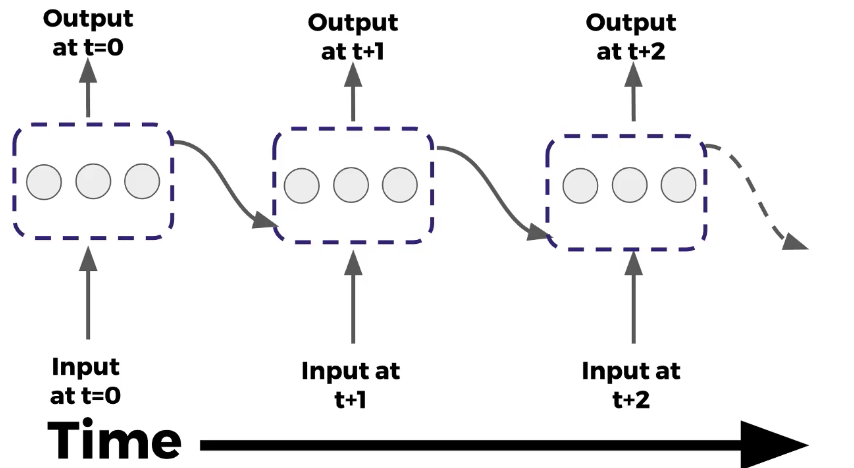 Output
at t=0
Output
at t+1
Output
at t+2
Input
at t=0
Input at
t+1
Input at
t+2
Time